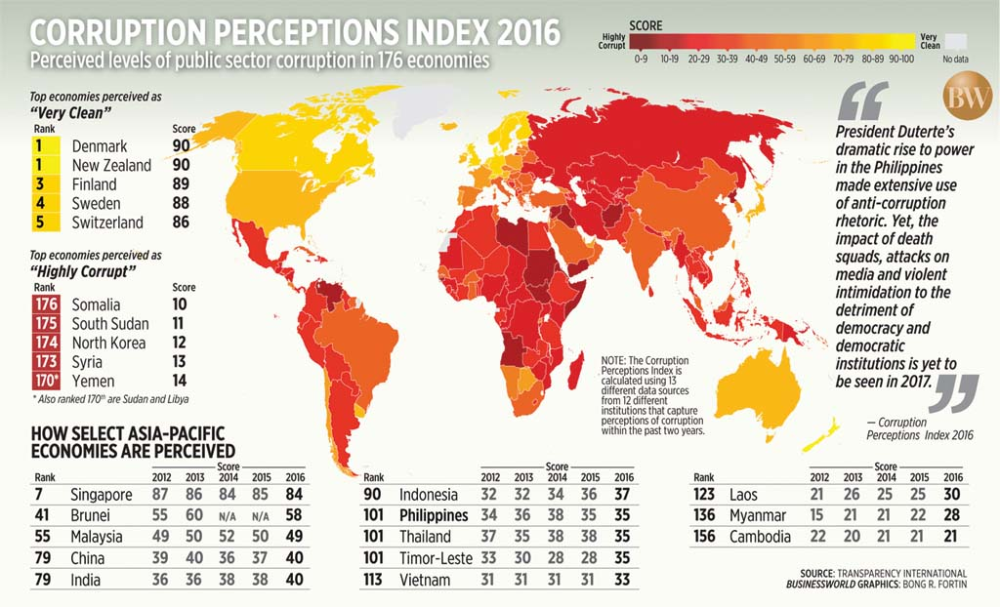 CORRUPTION PERCEPTIONS INDEX 2016
Perceived levels of public sector corruption in 176 economies
SCORE
Highly Corrupt
Very Clean
0-9 10-19 20-29 30-39 40-49 50-59 60-69 70-79 80-89 90-100 No data
BW
Top economies perceived as
“Very Clean”
Rank Score
1 Denmark 90
1 New Zealand 90
3 Finland 89
4 Sweden 88
5 Switzerland 86
Top economies perceived as
“Highly Corrupt”
Rank Score
176 Somalia 10
175 South Sudan 11
174 North Korea 12
173 Syria 13
170* Yemen 14
* Also ranked 170th are Sudan and Libya
“
President Duterte’s
dramatic rise to power
in the Philippines
made extensive use
of anti-corruption
rhetoric. Yet, the
impact of death
squads, attacks on
media and violent
intimidation to the
detriment of
democracy and
democratic
institutions is yet to
be seen in 2017.
”
— Corruption
Perceptions Index 2016
NOTE: The Corruption
Perceptions Index is
calculated using 13
different data sources
from 12 different
institutions that capture
perceptions of corruption
within the past two years.
HOW SELECT ASIA-PACIFIC
ECONOMIES ARE PERCEIVED
Score
Rank 2012 2013 2014 2015 2016
7 Singapore 87 86 84 85 84
41 Brunei 55 60 N/A N/A 58
55 Malaysia 49 50 52 50 49
79 China 39 40 36 37 40
79 India 36 36 38 38 40
Score
Rank 2012 2013 2014 2015 2016
90 Indonesia 32 32 34 36 37
101 Philippines 34 36 38 35 35
101 Thailand 37 35 38 38 35
101 Timor-Leste 33 30 28 28 35
113 Vietnam 31 31 31 31 33
Score
Rank 2012 2013 2014 2015 2016
123 Laos 21 26 25 25 30
136 Myanmar 15 21 21 22 28
156 Cambodia 22 20 21 21 21
SOURCE: TRANSPARENCY INTERNATIONAL
BUSINESSWORLD GRAPHICS: BONG R. FORTIN